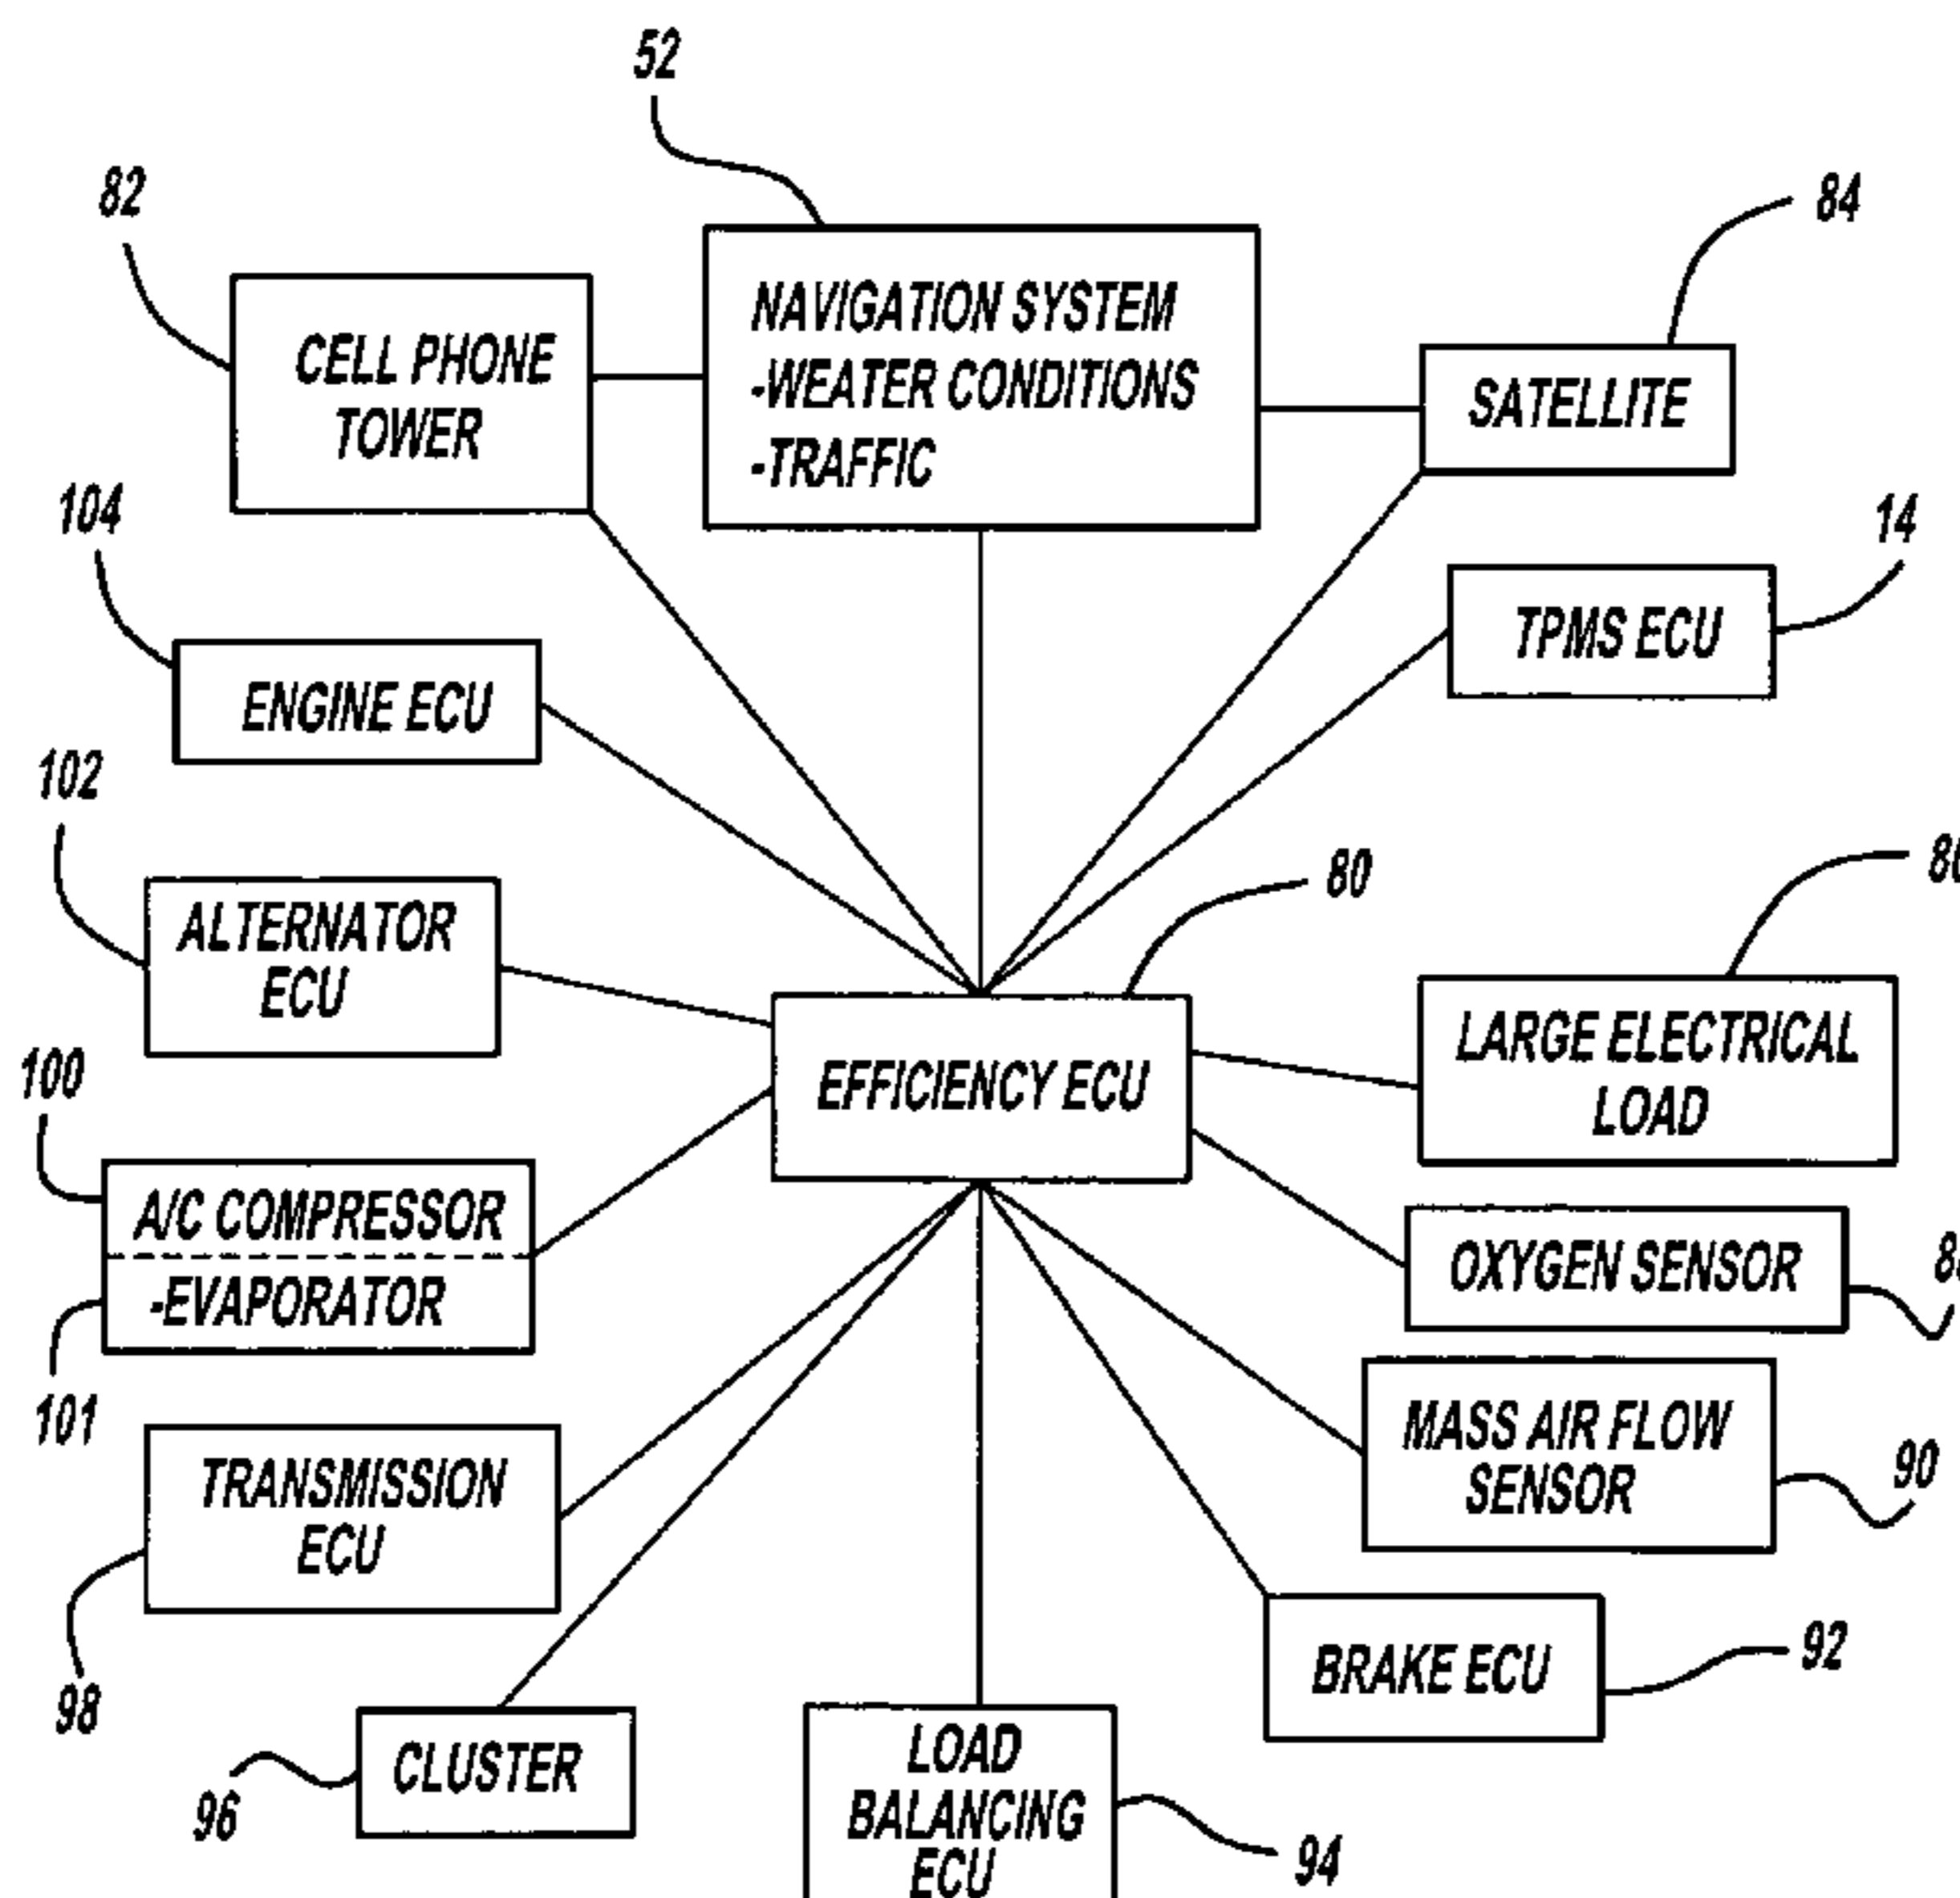 52
82
84
NAVIGATION SYSTEM
-WEATER CONDITIONS
-TRAFFIC
CELL PHONE
TOWER
SATELLITE
104
14
TPMS ECU
ENGINE ECU
102
80
ALTERNATOR
ECU
LARGE ELECTRICAL
LOAD
EFFICIENCY ECU
100
A/C COMPRESSOR
-EVAPORATOR
101
OXYGEN SENSOR
MASS AIR FLOW
SENSOR
90
TRANSMISSION
ECU
98
BRAKE ECU
92
CLUSTER
96
LOAD
BALANCING
ECU
94